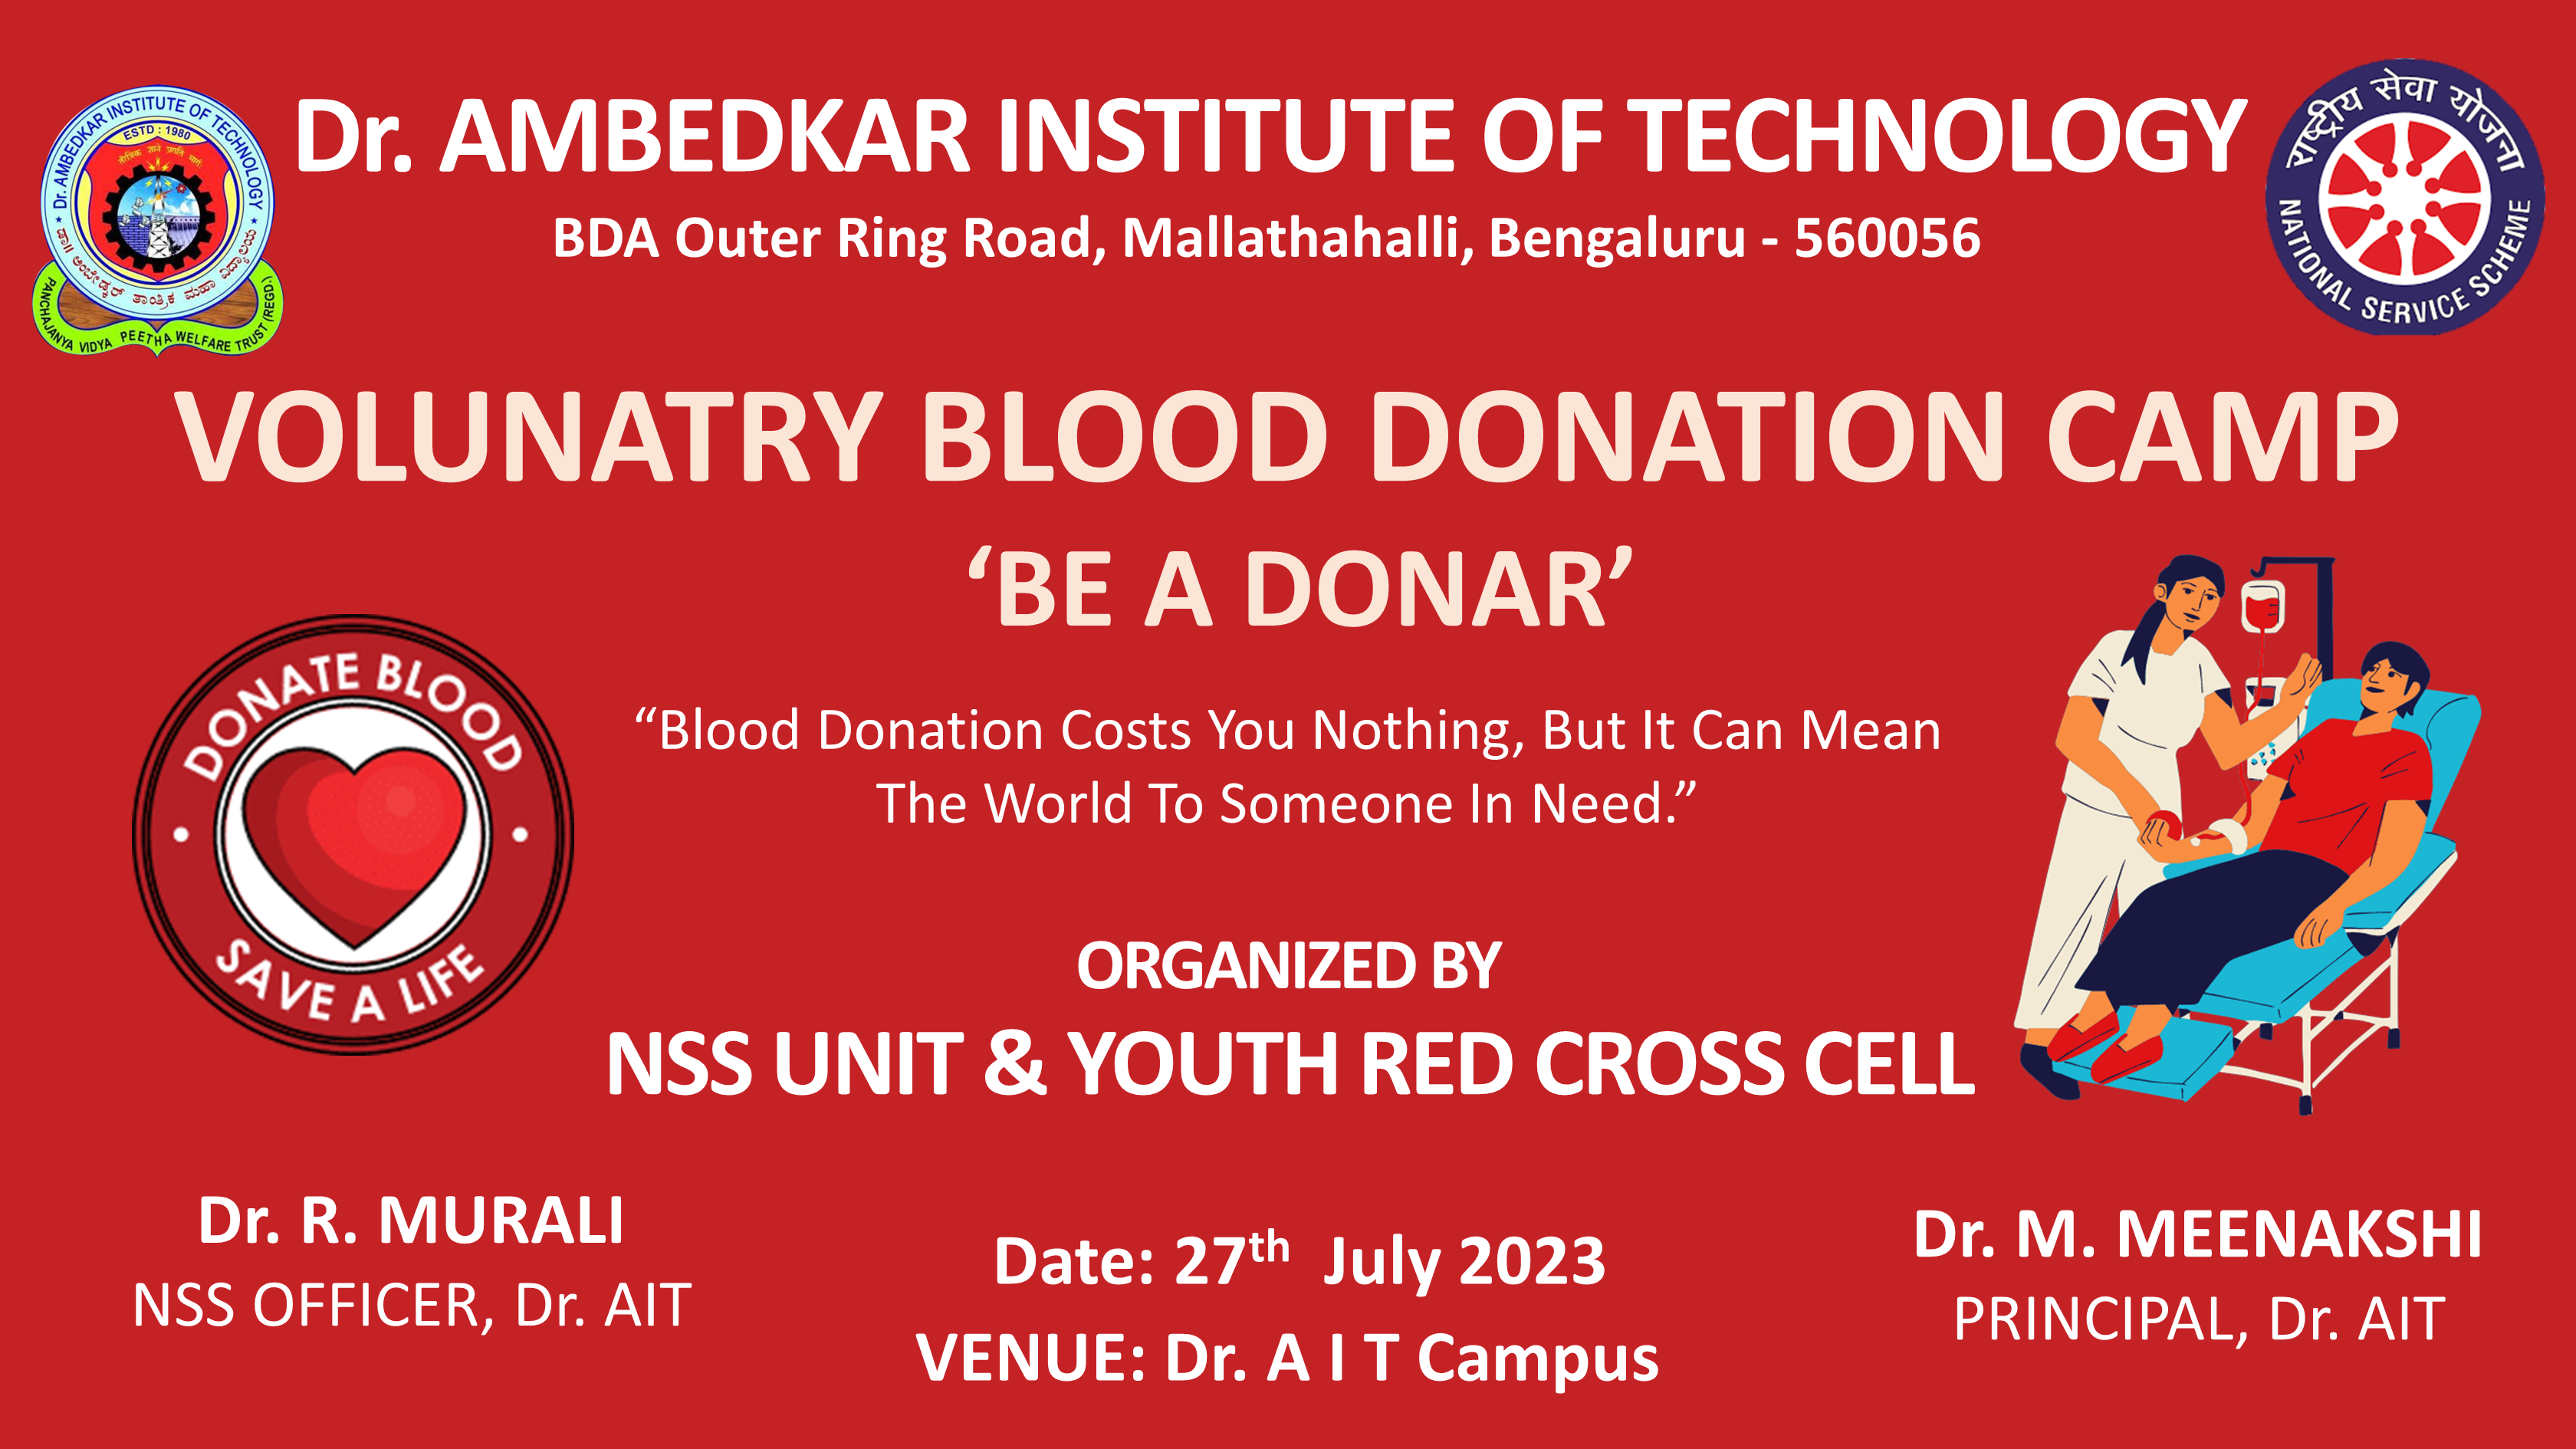 Dr. AMBEDKAR INSTITUTE OF TECHNOLOGY
BDA Outer Ring Road, Mallathahalli, Bengaluru - 560056
Dr. AMBEDKAR INSTITUTE OF TECHNOLOGY
ESTD : 1980
ಡಾ|| ಅಂಬೇಡ್ಕರ್ ತಾಂತ್ರಿಕ ಮಹಾ ವಿದ್ಯಾಲಯ
PANCHAJANYA VIDYA PEETHA WELFARE TRUST (REGD.)
राष्ट्रीय सेवा योजना
NATIONAL SERVICE SCHEME
VOLUNATRY BLOOD DONATION CAMP
‘BE A DONAR’
DONATE BLOOD
SAVE A LIFE
“Blood Donation Costs You Nothing, But It Can Mean
The World To Someone In Need.”
ORGANIZED BY
NSS UNIT & YOUTH RED CROSS CELL
Dr. R. MURALI
NSS OFFICER, Dr. AIT
Date: 27th July 2023
VENUE: Dr. A I T Campus
Dr. M. MEENAKSHI
PRINCIPAL, Dr. AIT